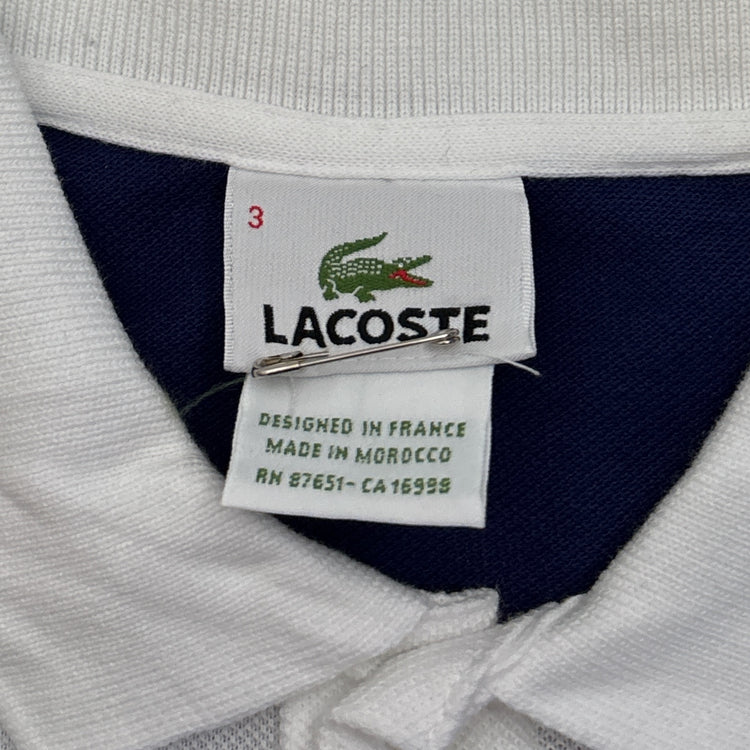 3
LACOSTE
DESIGNED IN FRANCE
MADE IN MOROCCO
RN 87651- CA 16998